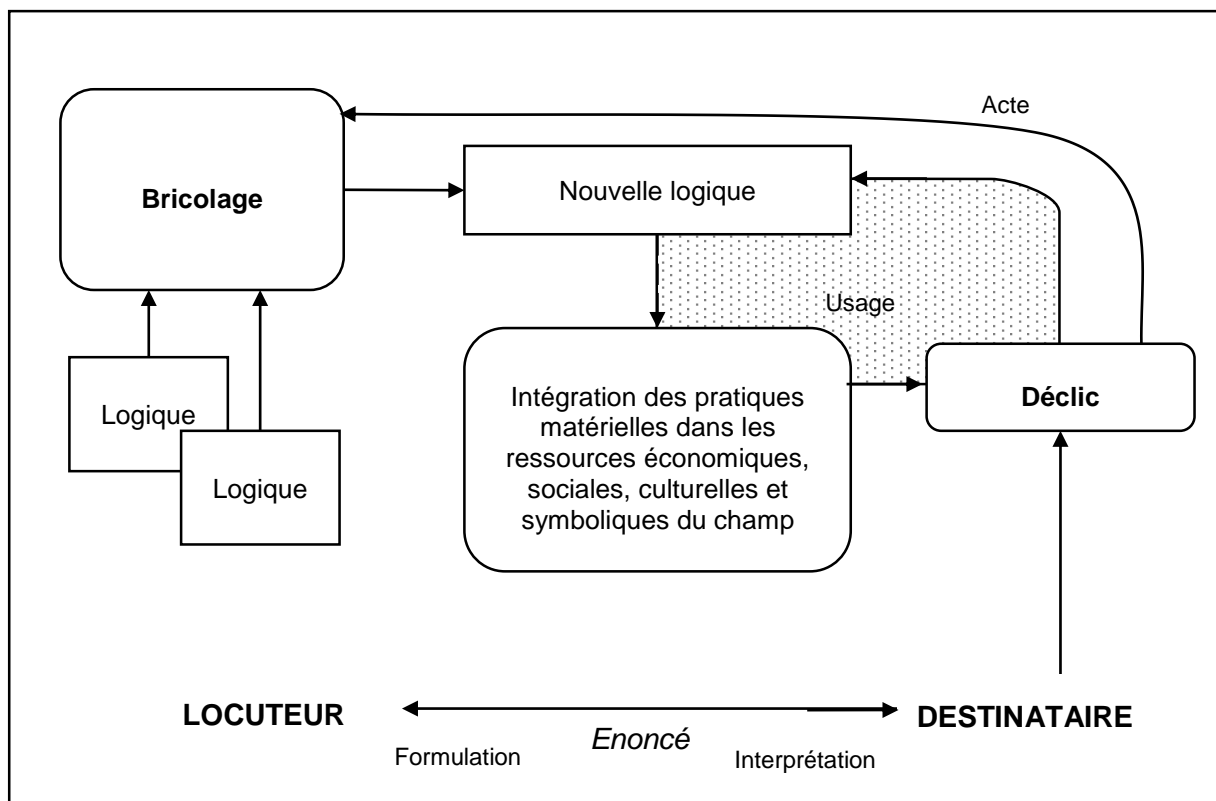 Acte
Bricolage
Nouvelle logique
Usage
Logique
Logique
Intégration des pratiques
matérielles dans les
ressources économiques,
sociales, culturelles et
symboliques du champ
Déclic
LOCUTEUR
DESTINATAIRE
Enoncé
Formulation
Interprétation